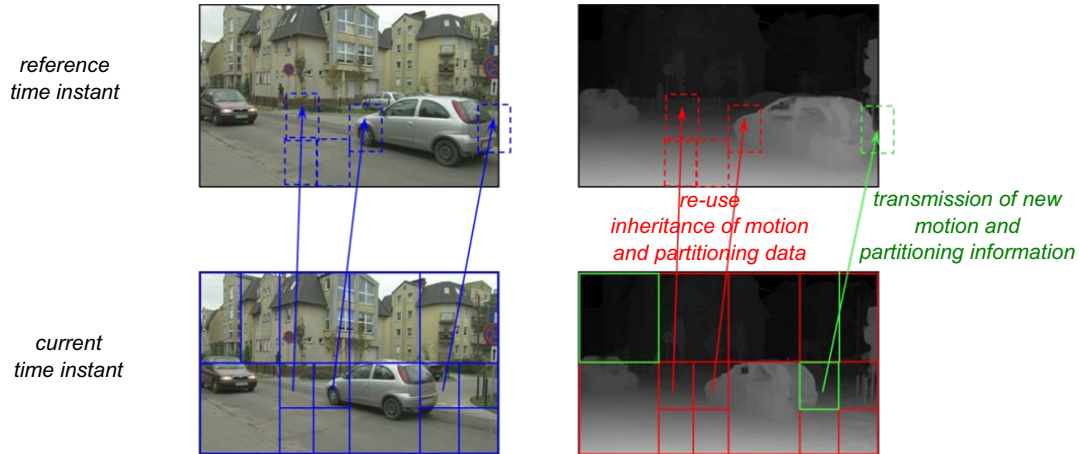 reference
time instant
re-use
inheritance of motion
and partitioning data
transmission of new
motion and
partitioning information
current
time instant